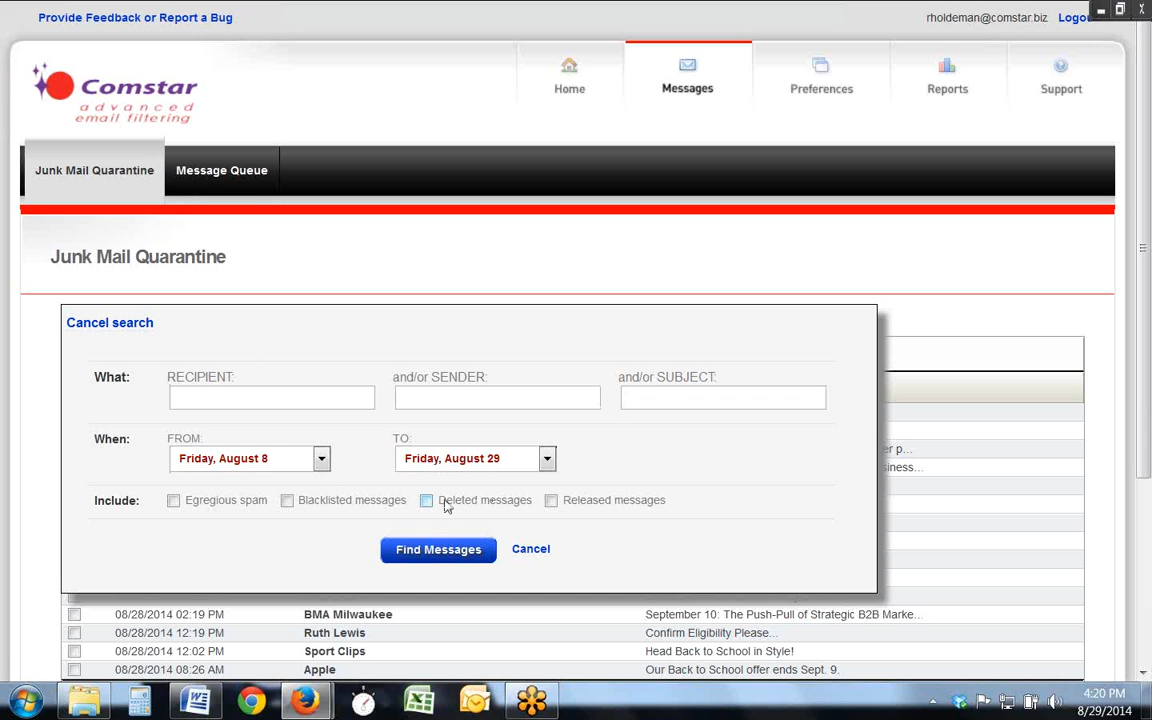 Provide Feedback or Report a Bug
rholdeman@comstar.biz
Comstar
advanced
email filtering
Home
Messages
Preferences
Reports
Support
Junk Mail Quarantine
Message Queue
Junk Mail Quarantine
Cancel search
What:
RECIPIENT:
and/or SENDER:
and/or SUBJECT:
When:
FROM:
TO:
Friday, August 8
Friday, August 29
er p...
siness...
Include:
Egregious spam
Blacklisted messages
Deleted messages
Released messages
Find Messages
Cancel
08/28/2014 02:19 PM BMA Milwaukee September 10: The Push-Pull of Strategic B2B Marke...
08/28/2014 12:19 PM Ruth Lewis Confirm Eligibility Please...
08/28/2014 12:02 PM Sport Clips Head Back to School in Style!
08/28/2014 08:26 AM Apple Our Back to School offer ends Sept. 9.
4:20 PM
8/29/2014